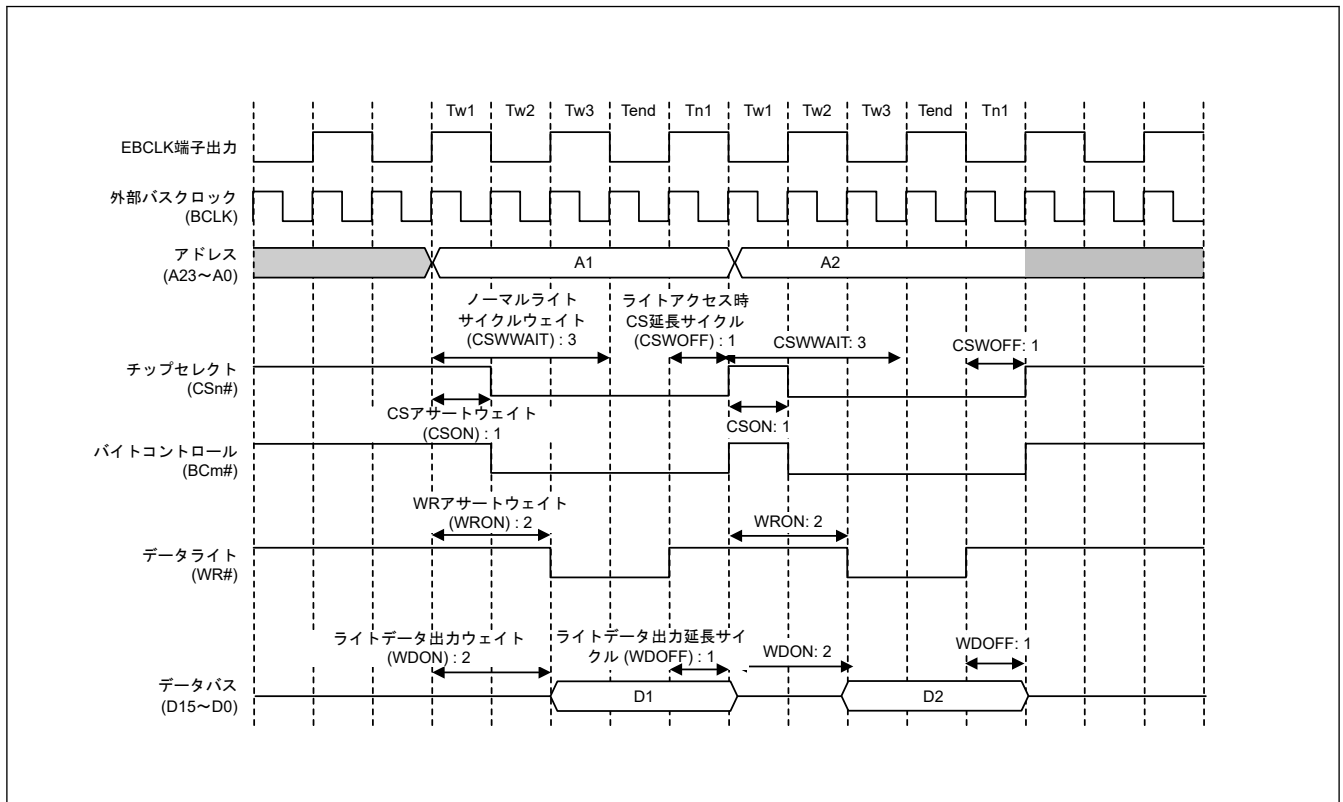 Tw1 Tw2 Tw3 Tend Tn1 Tw1 Tw2 Tw3 Tend Tn1
EBCLK端子出力
外部バスクロック
(BCLK)
アドレス
(A23～A0)
A1
A2
ノーマルライト
サイクルウェイト
(CSWWAIT) : 3
ライトアクセス時
CS延長サイクル
(CSWOFF) : 1
CSWWAIT: 3
CSWOFF: 1
チップセレクト
(CSn#)
CSアサートウェイト
(CSON) : 1
CSON: 1
バイトコントロール
(BCm#)
WRアサートウェイト
(WRON) : 2
WRON: 2
データライト
(WR#)
ライトデータ出力ウェイト
(WDON) : 2
ライトデータ出力延長サイ
クル (WDOFF) : 1
WDON: 2
WDOFF: 1
データバス
(D15～D0)
D1
D2